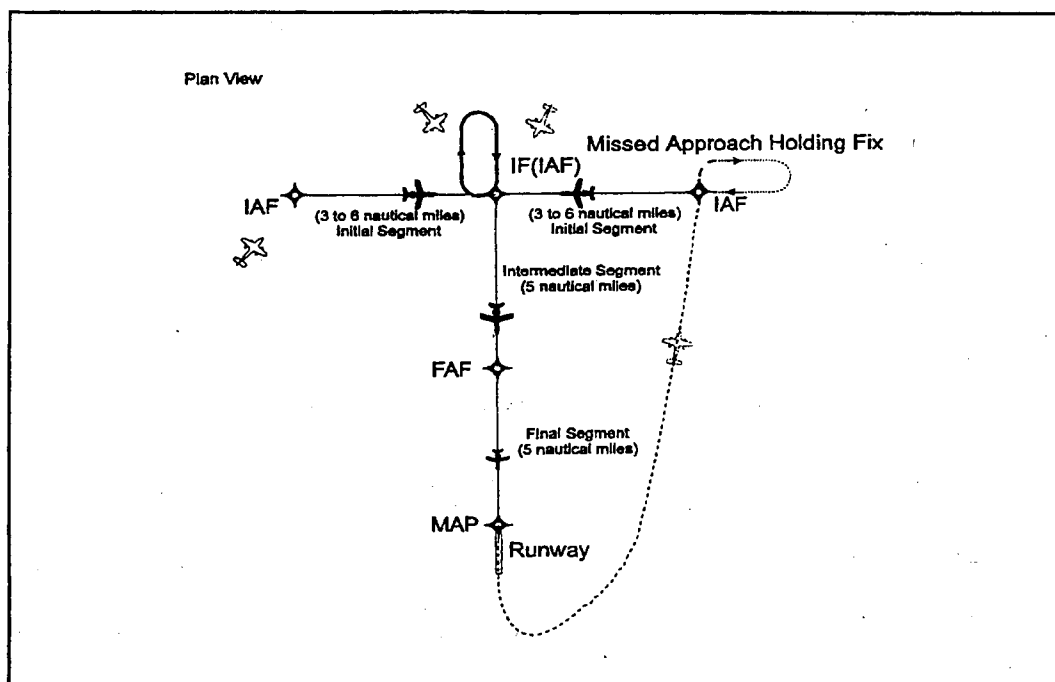 Plan View
Missed Approach Holding Fix
IF(IAF)
IAF
IAF
(3 to 6 nautical miles)
Initial Segment
(3 to 6 nautical miles)
Initial Segment
Intermediate Segment
(5 nautical miles)
FAF
Final Segment
(5 nautical miles)
MAP
Runway